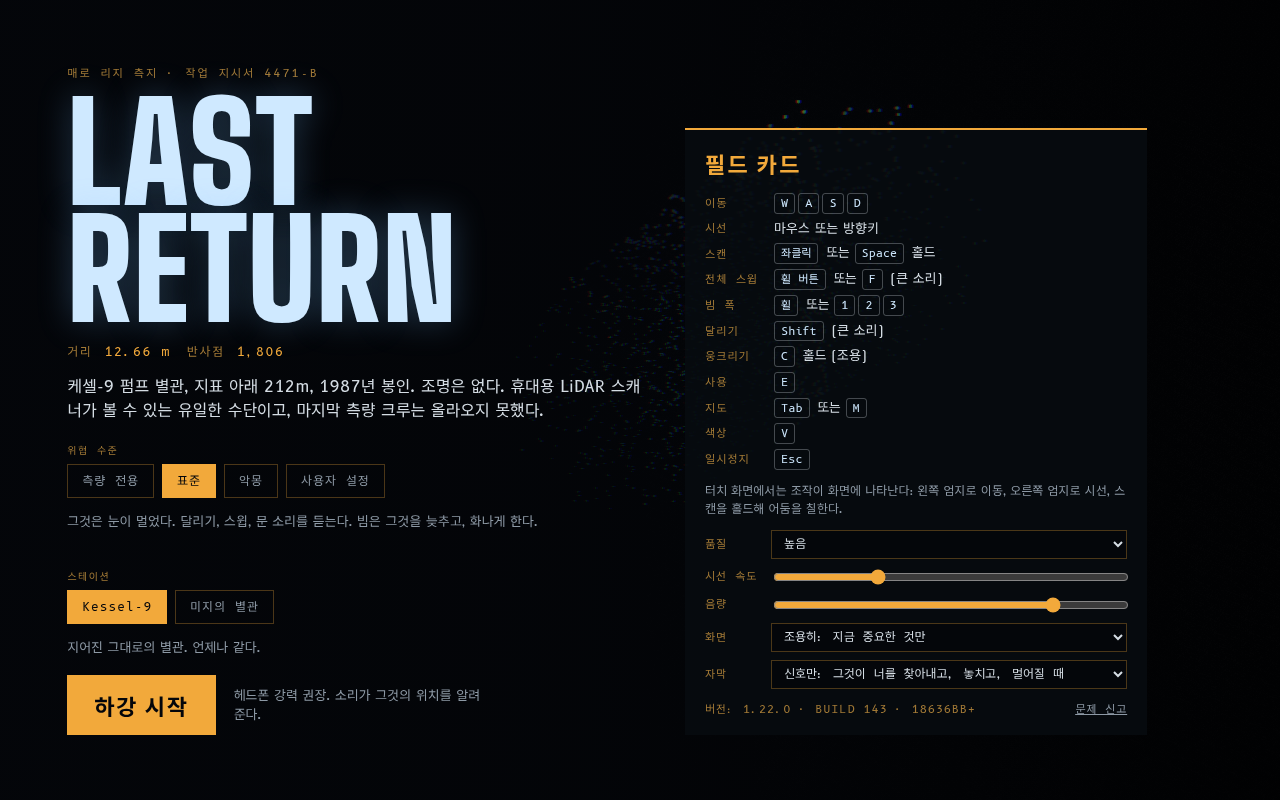 매로 리지 측지 · 작업 지시서 4471-B
LAST
RETURN
거리 12.66 m 반사점 1,806
케셀-9 펌프 별관, 지표 아래 212m, 1987년 봉인. 조명은 없다. 휴대용 LiDAR 스캐
너가 볼 수 있는 유일한 수단이고, 마지막 측량 크루는 올라오지 못했다.
위협 수준
측량 전용 표준 악몽 사용자 설정
그것은 눈이 멀었다. 달리기, 스윕, 문 소리를 듣는다. 빔은 그것을 늦추고, 화나게 한다.
스테이션
Kessel-9 미지의 별관
지어진 그대로의 별관. 언제나 같다.
하강 시작
헤드폰 강력 권장. 소리가 그것의 위치를 알려
준다.
필드 카드
이동 W A S D
시선 마우스 또는 방향키
스캔 좌클릭 또는 Space 홀드
전체 스윕 휠 버튼 또는 F (큰 소리)
빔 폭 휠 또는 1 2 3
달리기 Shift (큰 소리)
웅크리기 C 홀드 (조용)
사용 E
지도 Tab 또는 M
색상 V
일시정지 Esc
터치 화면에서는 조작이 화면에 나타난다: 왼쪽 엄지로 이동, 오른쪽 엄지로 시선, 스
캔을 홀드해 어둠을 칠한다.
품질 높음
시선 속도
음량
화면 조용히: 지금 중요한 것만
자막 신호만: 그것이 너를 찾아내고, 놓치고, 멀어질 때
버전: 1.22.0 · BUILD 143 · 18636BB+ 문제 신고